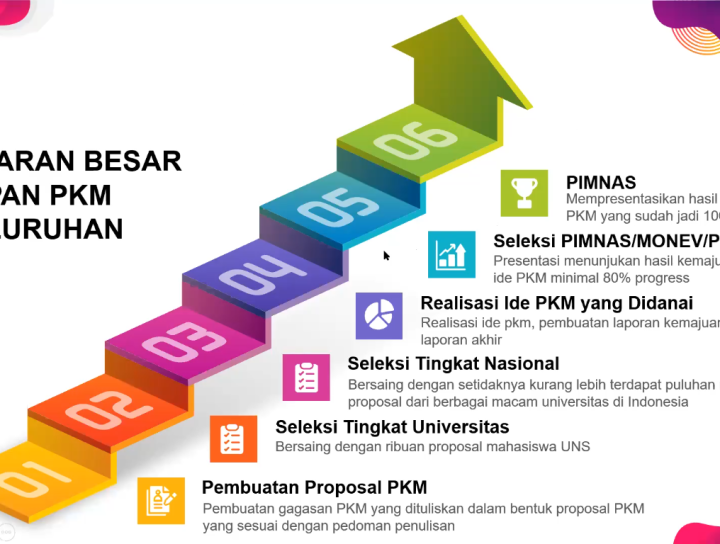 ARAN BESAR
PAN PKM
LURUHAN
06
05
04
03
02
01
PIMNAS
Mempresentasikan hasil
PKM yang sudah jadi 100
Seleksi PIMNAS/MONEV/P
Presentasi menunjukan hasil kemaju
ide PKM minimal 80% progress
Realisasi Ide PKM yang Didanai
Realisasi ide pkm, pembuatan laporan kemajuan
laporan akhir
Seleksi Tingkat Nasional
Bersaing dengan setidaknya kurang lebih terdapat puluhan
proposal dari berbagai macam universitas di Indonesia
Seleksi Tingkat Universitas
Bersaing dengan ribuan proposal mahasiswa UNS
Pembuatan Proposal PKM
Pembuatan gagasan PKM yang dituliskan dalam bentuk proposal PKM
yang sesuai dengan pedoman penulisan